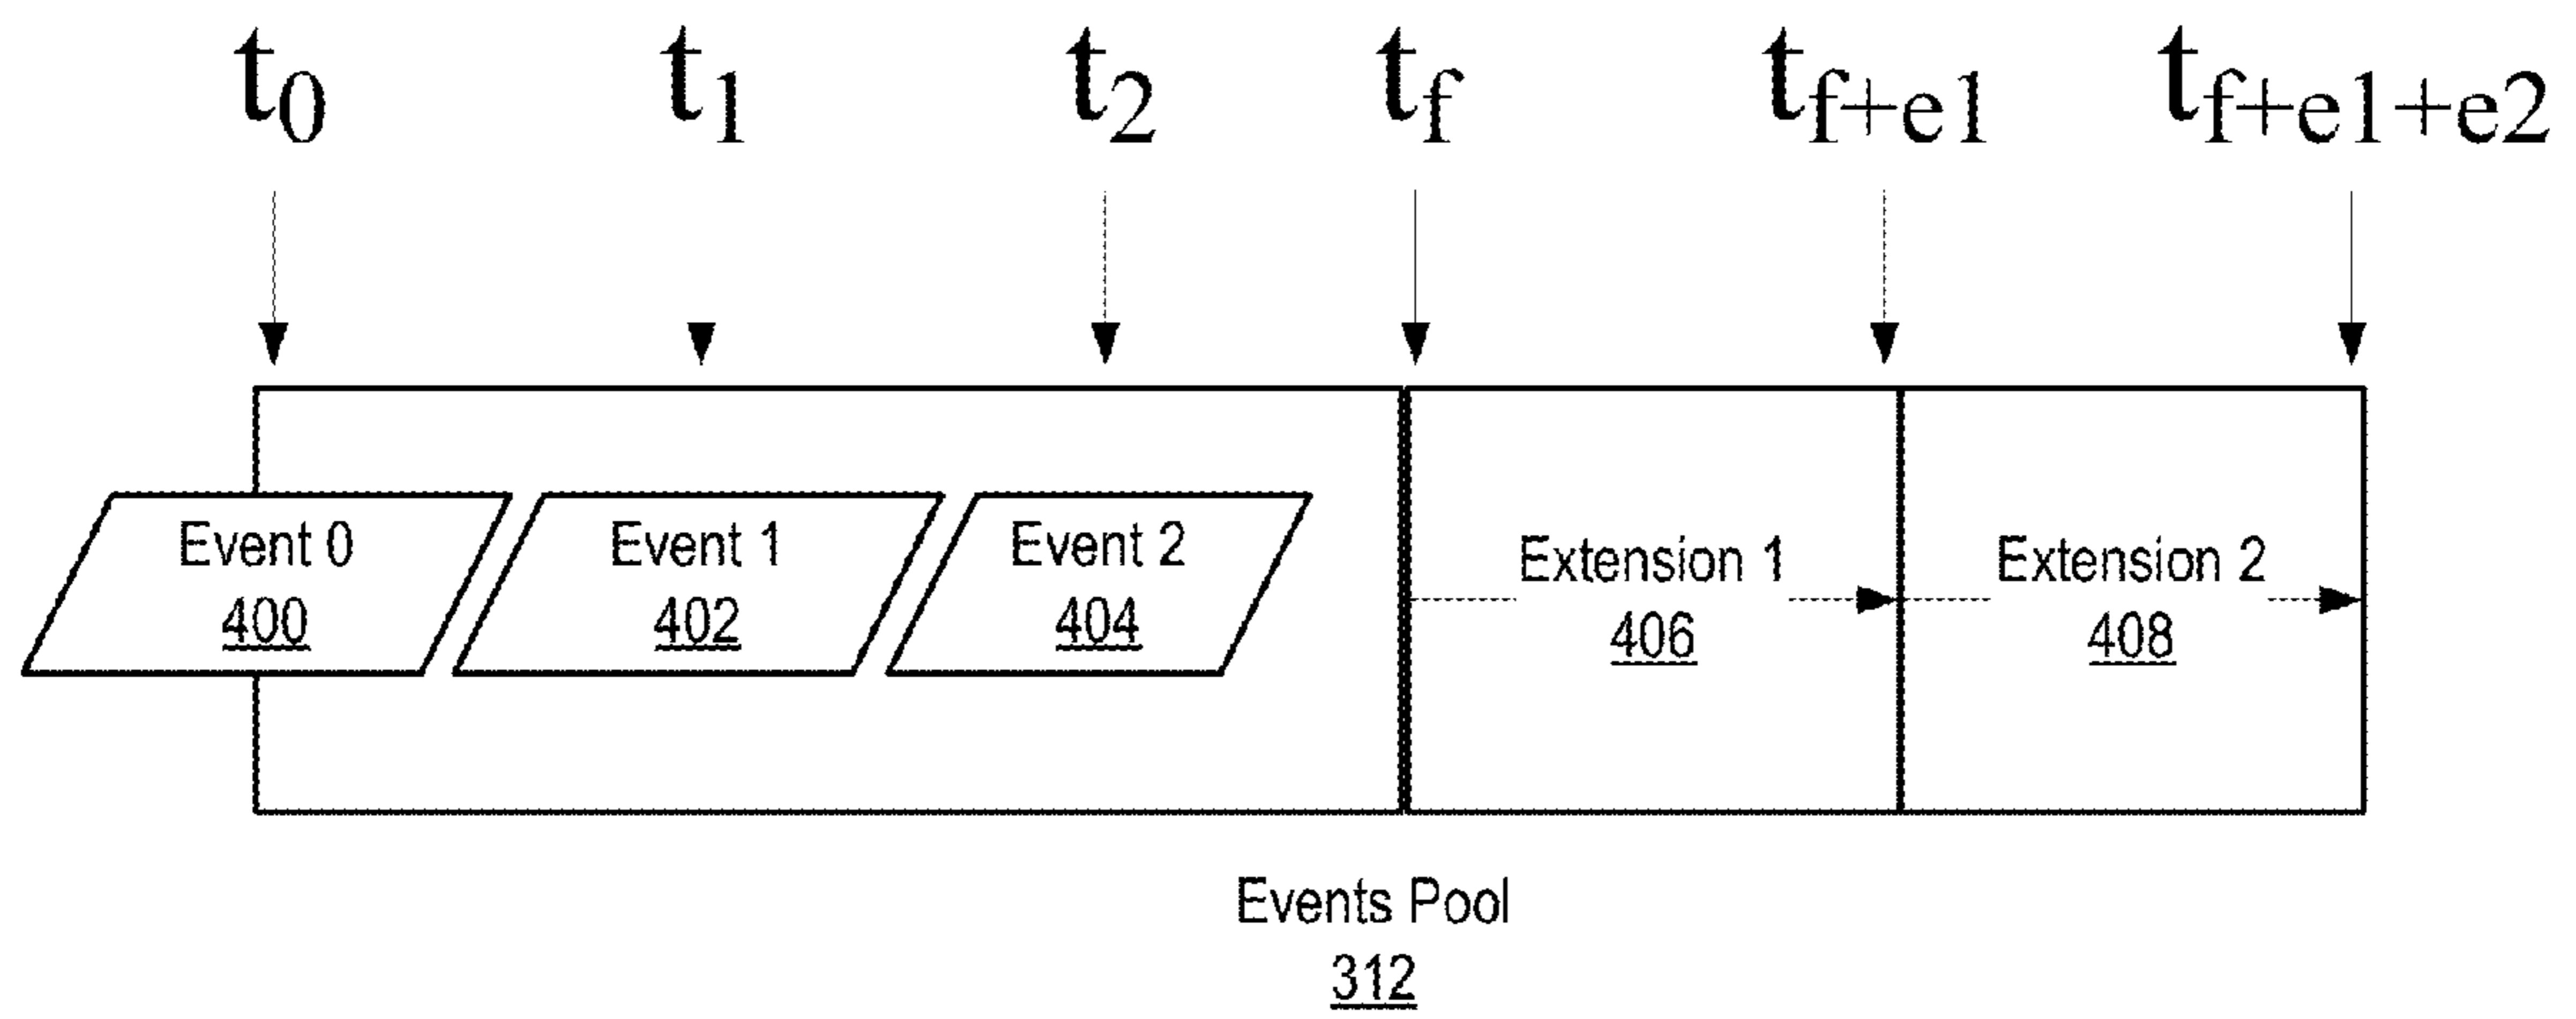 t0 t1 t2 tf tf+e1 tf+e1+e2
Event 0 Event 1 Event 2
400 402 404
Extension 1 Extension 2
406 408
Events Pool
312